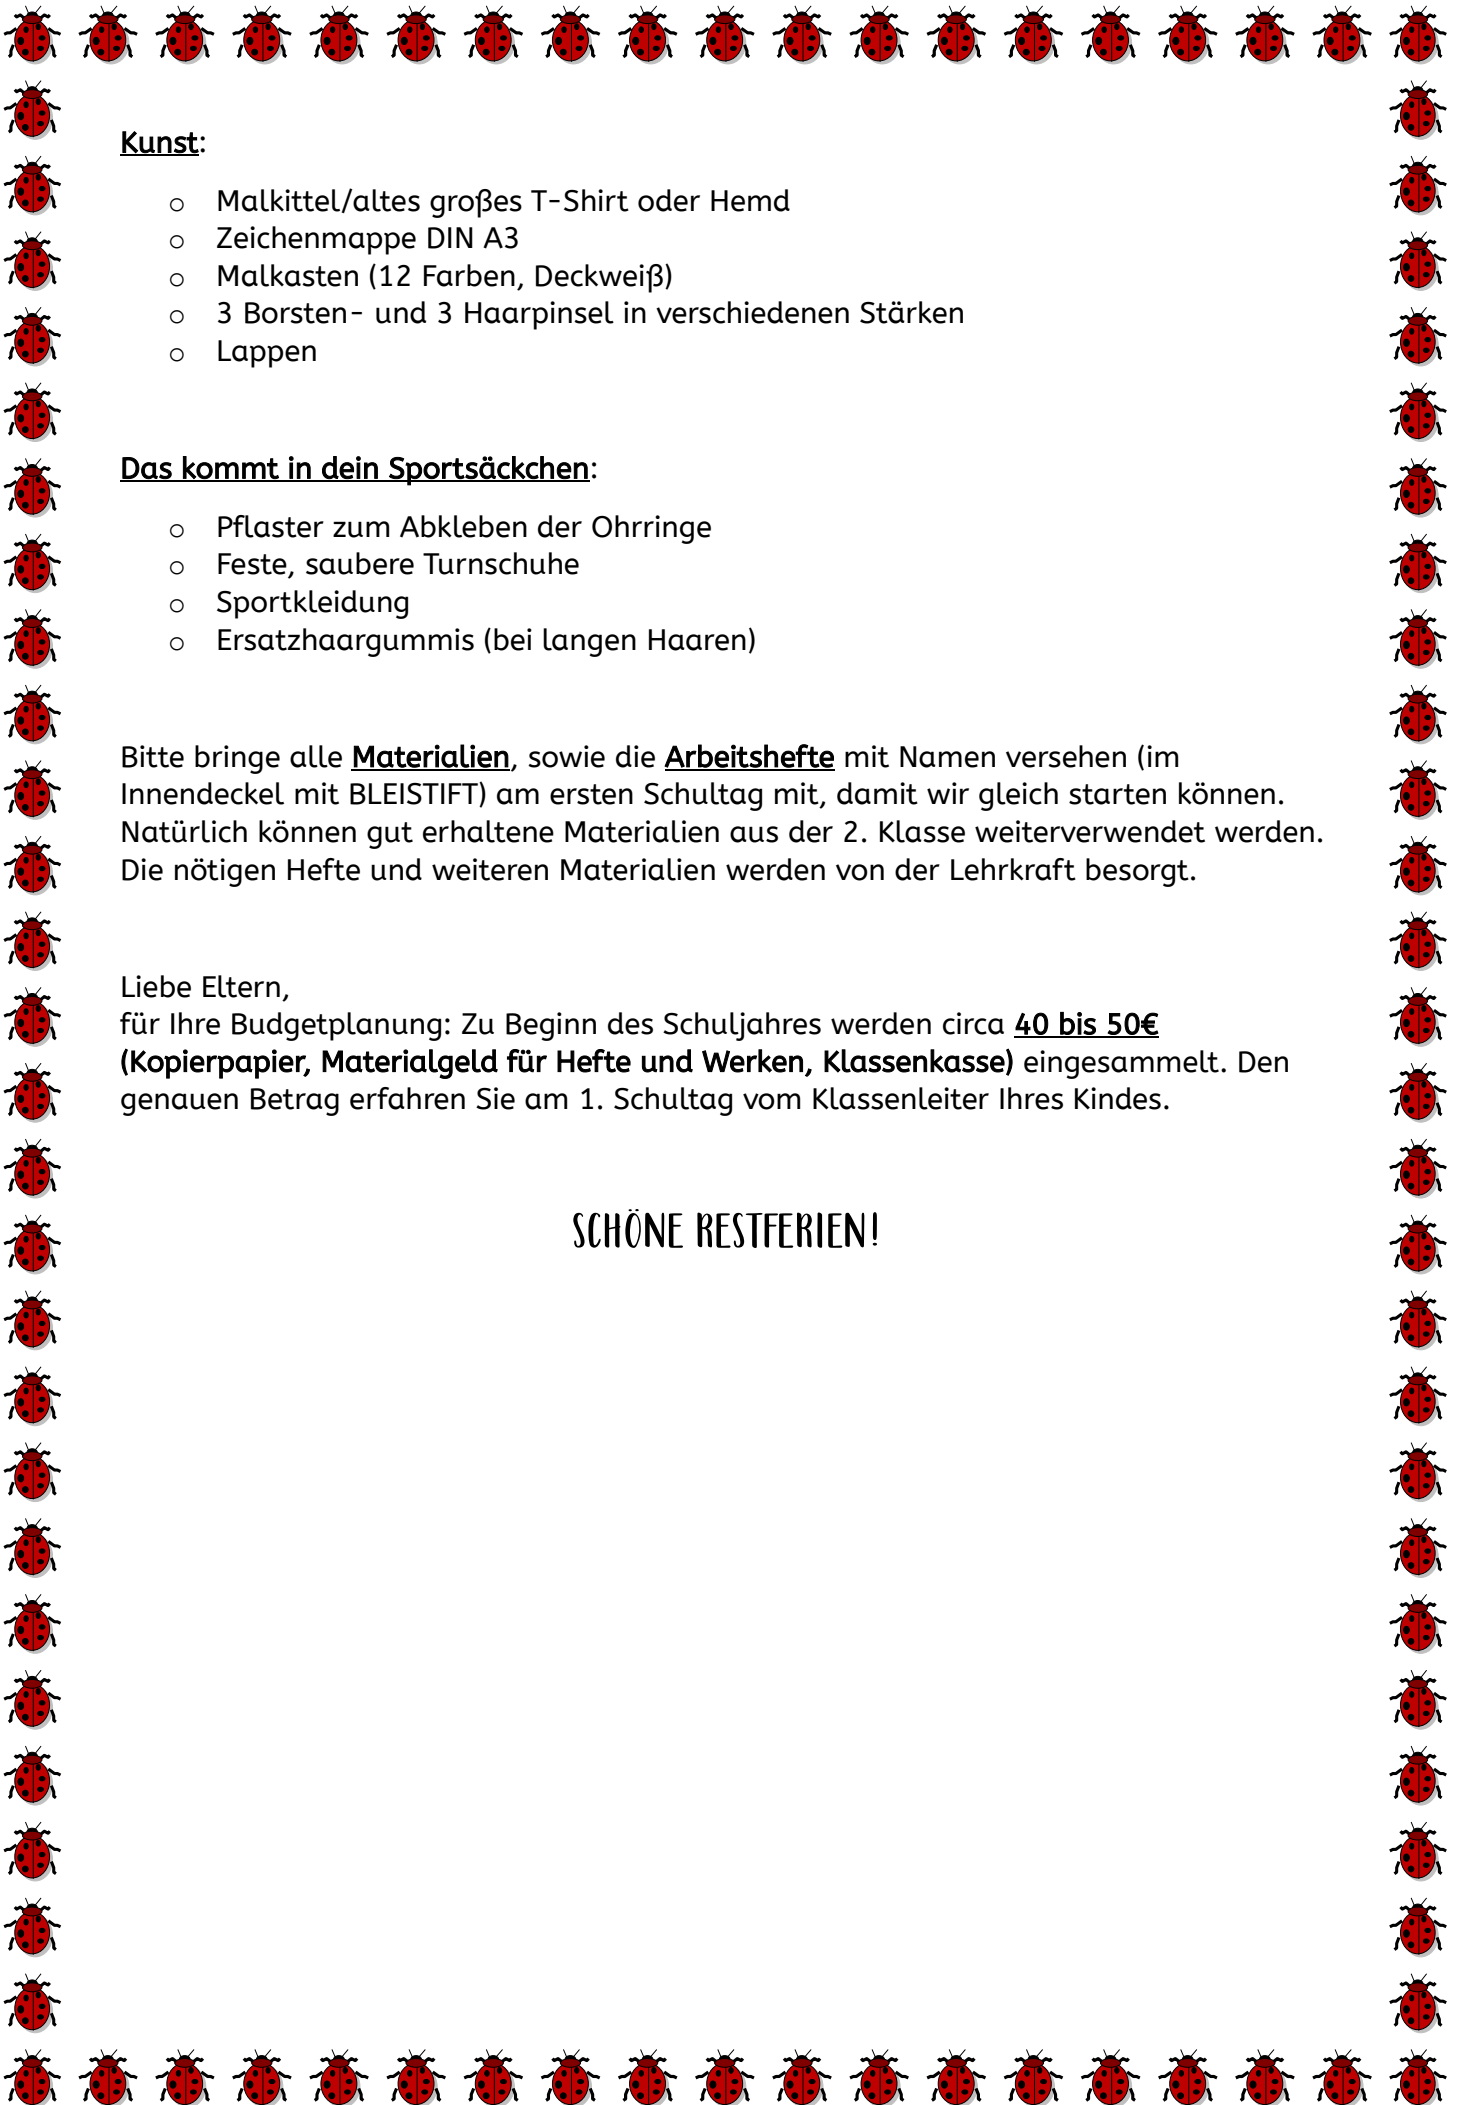 Kunst:
o Malkittel/altes großes T-Shirt oder Hemd
o Zeichenmappe DIN A3
o Malkasten (12 Farben, Deckweiß)
o 3 Borsten- und 3 Haarpinsel in verschiedenen Stärken
o Lappen
Das kommt in dein Sportsäckchen:
o Pflaster zum Abkleben der Ohrringe
o Feste, saubere Turnschuhe
o Sportkleidung
o Ersatzhaargummis (bei langen Haaren)
Bitte bringe alle Materialien, sowie die Arbeitshefte mit Namen versehen (im
Innendeckel mit BLEISTIFT) am ersten Schultag mit, damit wir gleich starten können.
Natürlich können gut erhaltene Materialien aus der 2. Klasse weiterverwendet werden.
Die nötigen Hefte und weiteren Materialien werden von der Lehrkraft besorgt.
Liebe Eltern,
für Ihre Budgetplanung: Zu Beginn des Schuljahres werden circa 40 bis 50€
(Kopierpapier, Materialgeld für Hefte und Werken, Klassenkasse) eingesammelt. Den
genauen Betrag erfahren Sie am 1. Schultag vom Klassenleiter Ihres Kindes.
SCHÖNE RESTFERIEN!